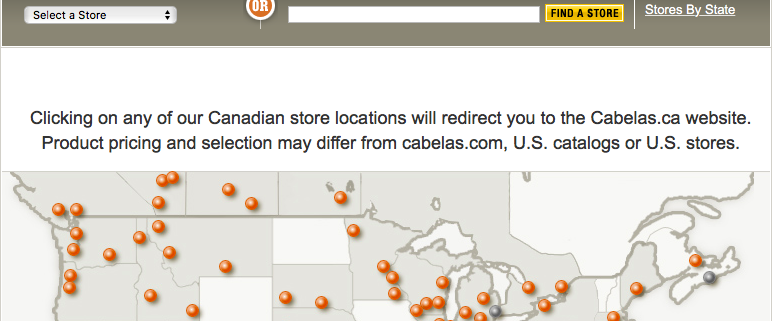 Select a Store
OR
FIND A STORE
Stores By State
Clicking on any of our Canadian store locations will redirect you to the Cabelas.ca website.
Product pricing and selection may differ from cabelas.com, U.S. catalogs or U.S. stores.